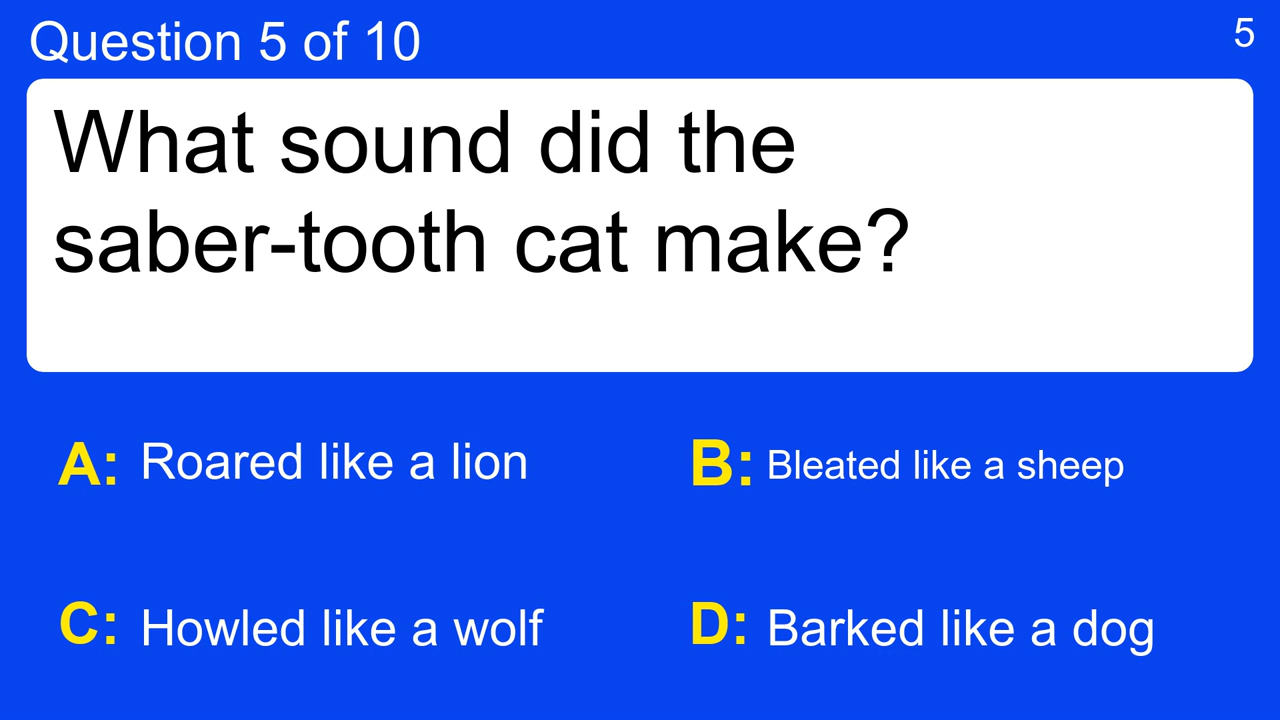 Question 5 of 10
5
What sound did the
saber-tooth cat make?
A: Roared like a lion
B: Bleated like a sheep
C: Howled like a wolf
D: Barked like a dog